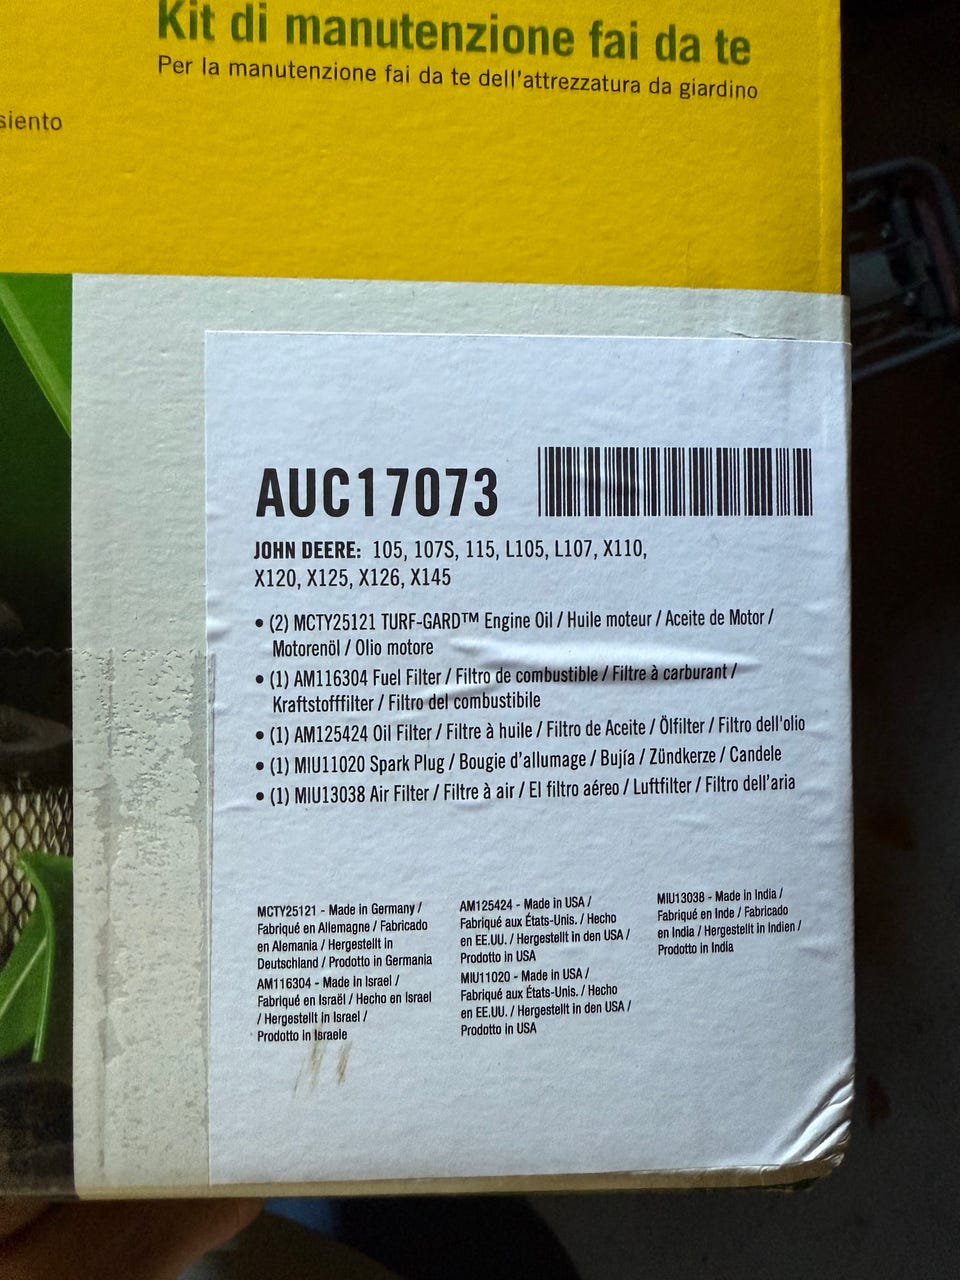 Kit di manutenzione fai da te
Per la manutenzione fai da te dell'attrezzatura da giardino
siento
AUC17073
JOHN DEERE: 105, 107S, 115, L105, L107, X110,
X120, X125, X126, X145
• (2) MCTY25121 TURF-GARD™ Engine Oil / Huile moteur / Aceite de Motor /
Motorenöl / Olio motore
• (1) AM116304 Fuel Filter / Filtro de combustible / Filtre à carburant /
Kraftstofffilter / Filtro del combustibile
• (1) AM125424 Oil Filter / Filtre à huile / Filtro de Aceite / Ölfilter / Filtro dell'olio
• (1) MIU11020 Spark Plug / Bougie d'allumage / Bujía / Zündkerze / Candele
• (1) MIU13038 Air Filter / Filtre à air / El filtro aéreo / Luftfilter / Filtro dell'aria
MCTY25121 - Made in Germany /
Fabriqué en Allemagne / Fabricado
en Alemania / Hergestellt in
Deutschland / Prodotto in Germania
AM116304 - Made in Israel /
Fabriqué en Israël / Hecho en Israel
/ Hergestellt in Israel /
Prodotto in Israele
AM125424 - Made in USA /
Fabriqué aux États-Unis. / Hecho
en EE.UU. / Hergestellt in den USA /
Prodotto in USA
MIU11020 - Made in USA /
Fabriqué aux États-Unis. / Hecho
en EE.UU. / Hergestellt in den USA /
Prodotto in USA
MIU13038 - Made in India /
Fabriqué en Inde / Fabricado
en India / Hergestellt in Indien /
Prodotto in India